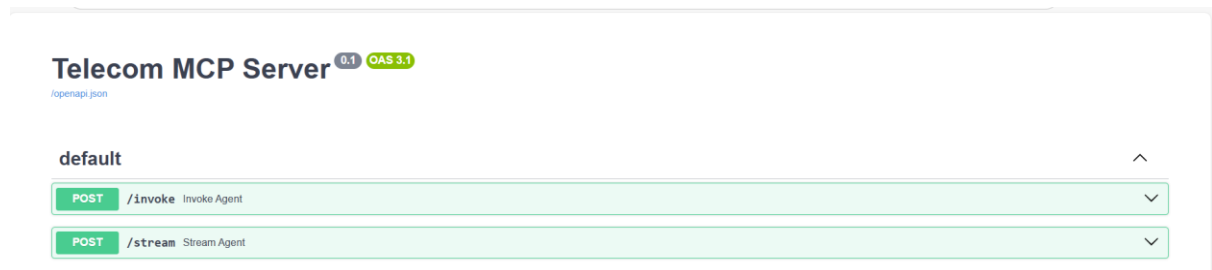 Telecom MCP Server 0.1 OAS 3.1
/openapi.json
default
POST /invoke Invoke Agent
POST /stream Stream Agent